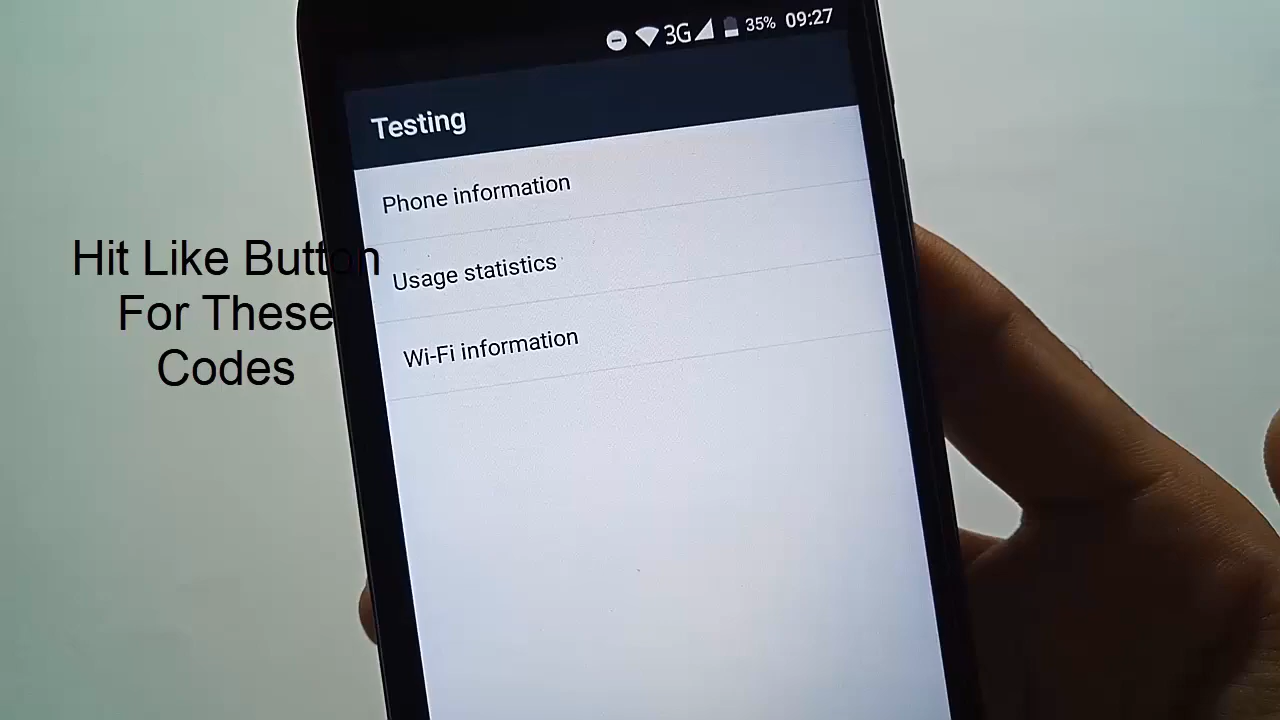 3G 35% 09:27
Testing
Phone information
Usage statistics
Wi-Fi information
Hit Like Button
For These
Codes